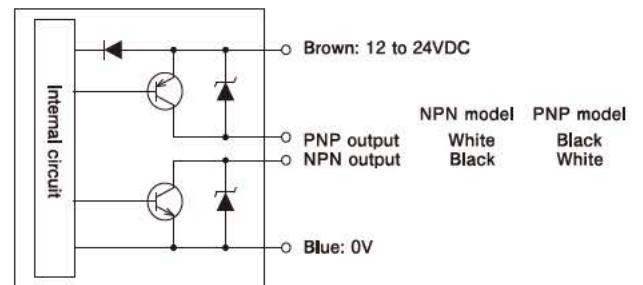 Brown: 12 to 24VDC
Internal circuit
NPN model PNP model
PNP output White Black
NPN output Black White
Blue: 0V